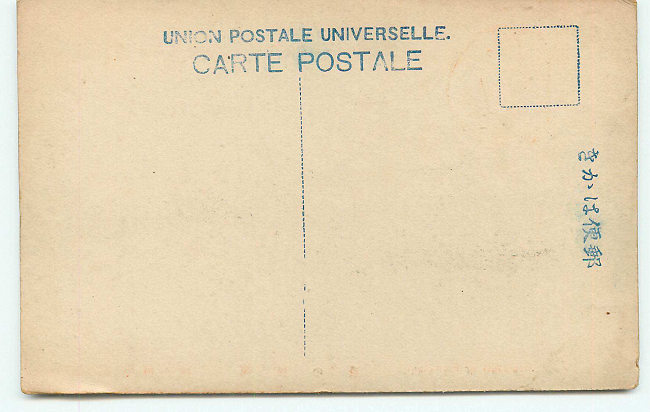 UNION POSTALE UNIVERSELLE.
CARTE POSTALE
郵便はかき